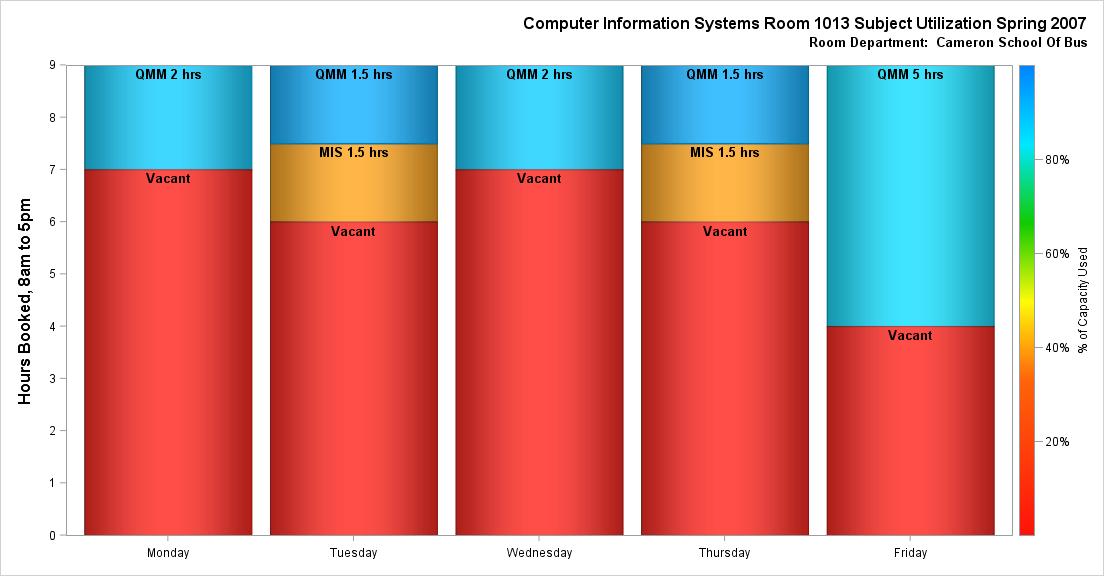 Computer Information Systems Room 1013 Subject Utilization Spring 2007
Room Department:  Cameron School Of Bus
Hours Booked, 8am to 5pm
9
8
7
6
5
4
3
2
1
0
QMM 2 hrs
Vacant
QMM 1.5 hrs
MIS 1.5 hrs
Vacant
QMM 2 hrs
Vacant
QMM 1.5 hrs
MIS 1.5 hrs
Vacant
QMM 5 hrs
Vacant
Monday
Tuesday
Wednesday
Thursday
Friday
80%
60%
40%
20%
% of Capacity Used